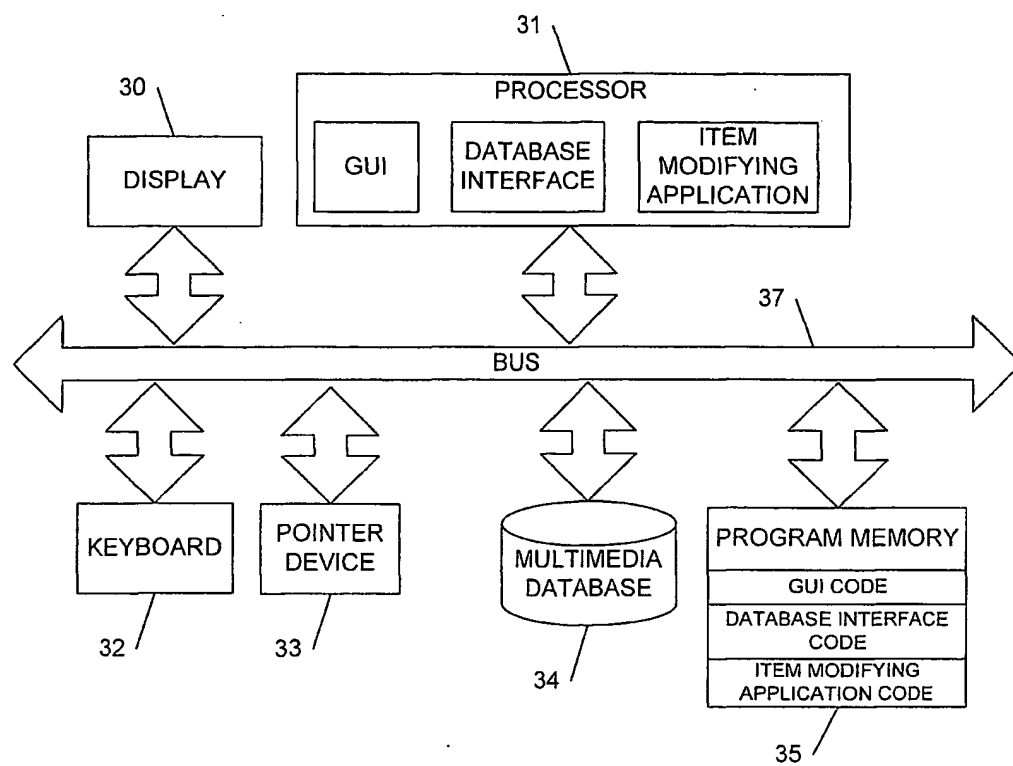 31
PROCESSOR
30
DISPLAY
GUI
DATABASE
INTERFACE
ITEM
MODIFYING
APPLICATION
37
BUS
KEYBOARD
POINTER
DEVICE
MULTIMEDIA
DATABASE
PROGRAM MEMORY
GUI CODE
DATABASE INTERFACE
CODE
ITEM MODIFYING
APPLICATION CODE
32
33
34
35